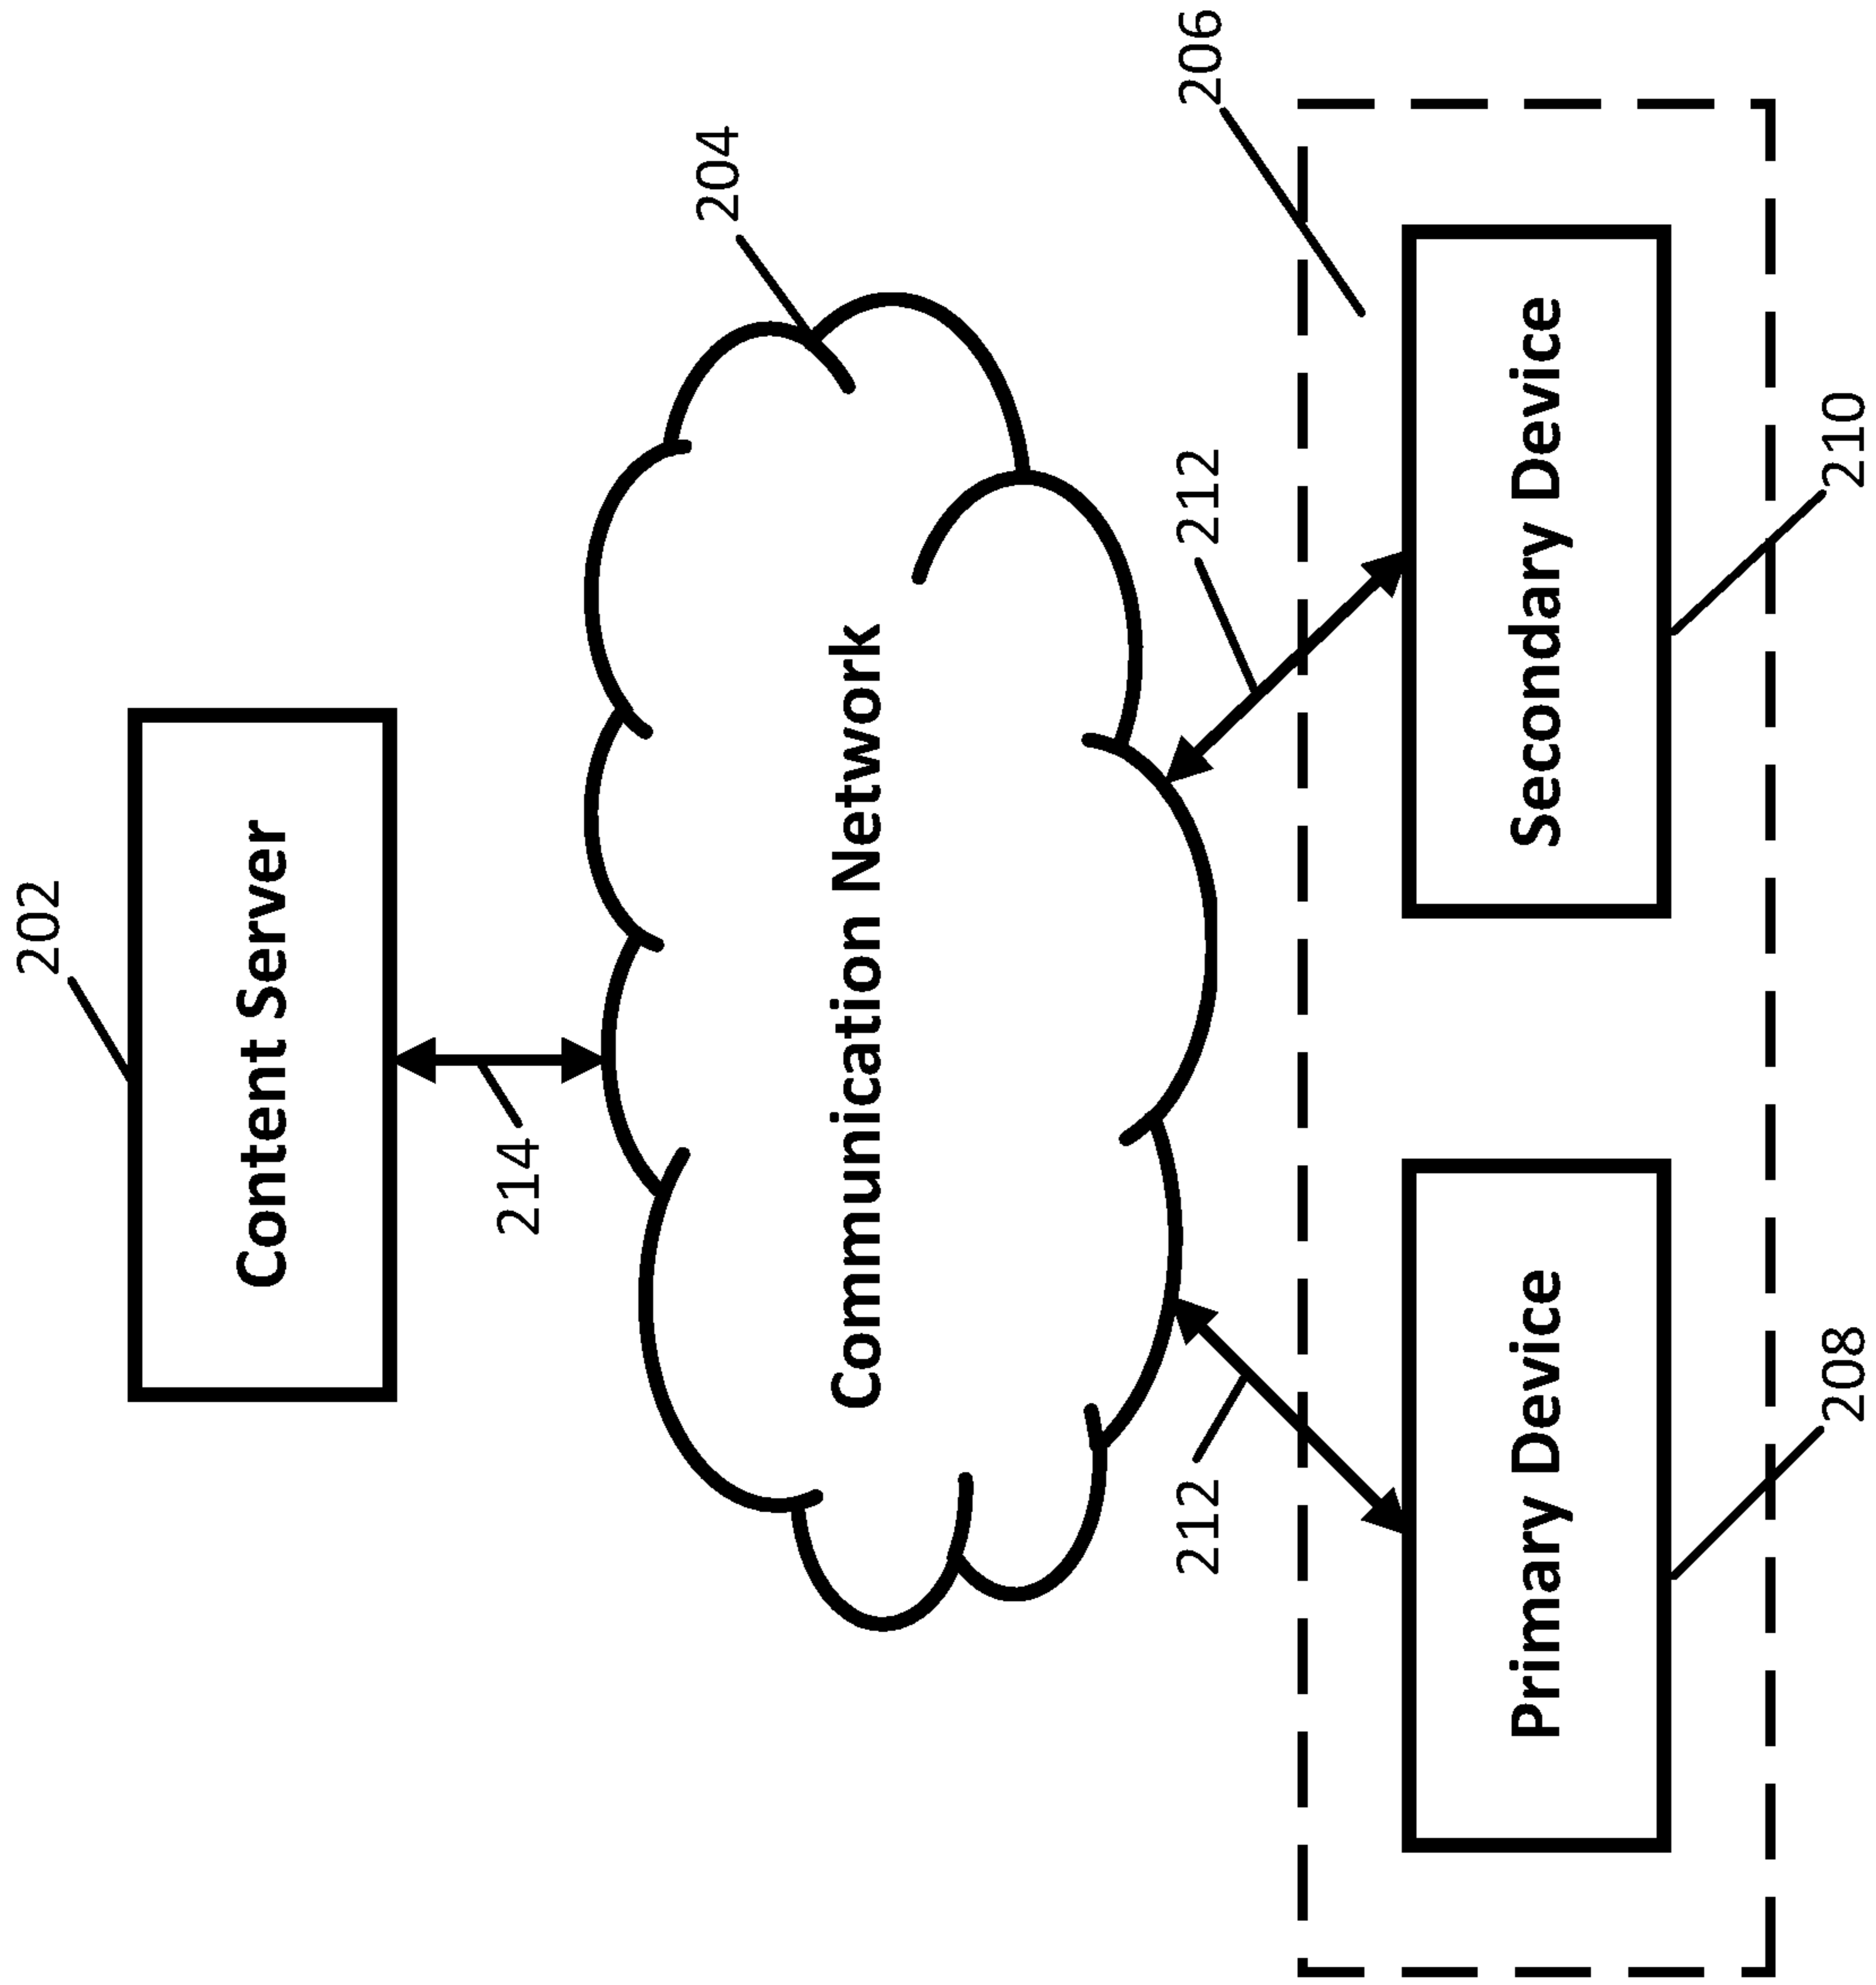 202
Content Server
214
204
Communication Network
212
212
206
Primary Device
Secondary Device
208
210